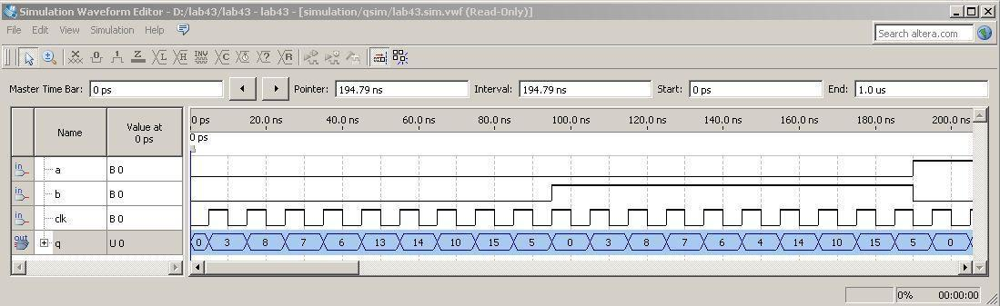 Simulation Waveform Editor - D:/lab43/lab43 - lab43 - [simulation/qsim/lab43.sim.vwf (Read-Only)]
File Edit View Simulation Help
Search altera.com
Master Time Bar: 0 ps Pointer: 194.79 ns Interval: 194.79 ns Start: 0 ps End: 1.0 us
Name Value at 0 ps
0 ps 20.0 ns 40.0 ns 60.0 ns 80.0 ns 100.0 ns 120.0 ns 140.0 ns 160.0 ns 180.0 ns 200.0 ns
0 ps
in a B 0
in b B 0
in clk B 0
out q U 0 0 3 8 7 6 13 14 10 15 5 0 3 8 7 6 4 14 10 15 5 0
0% 00:00:00